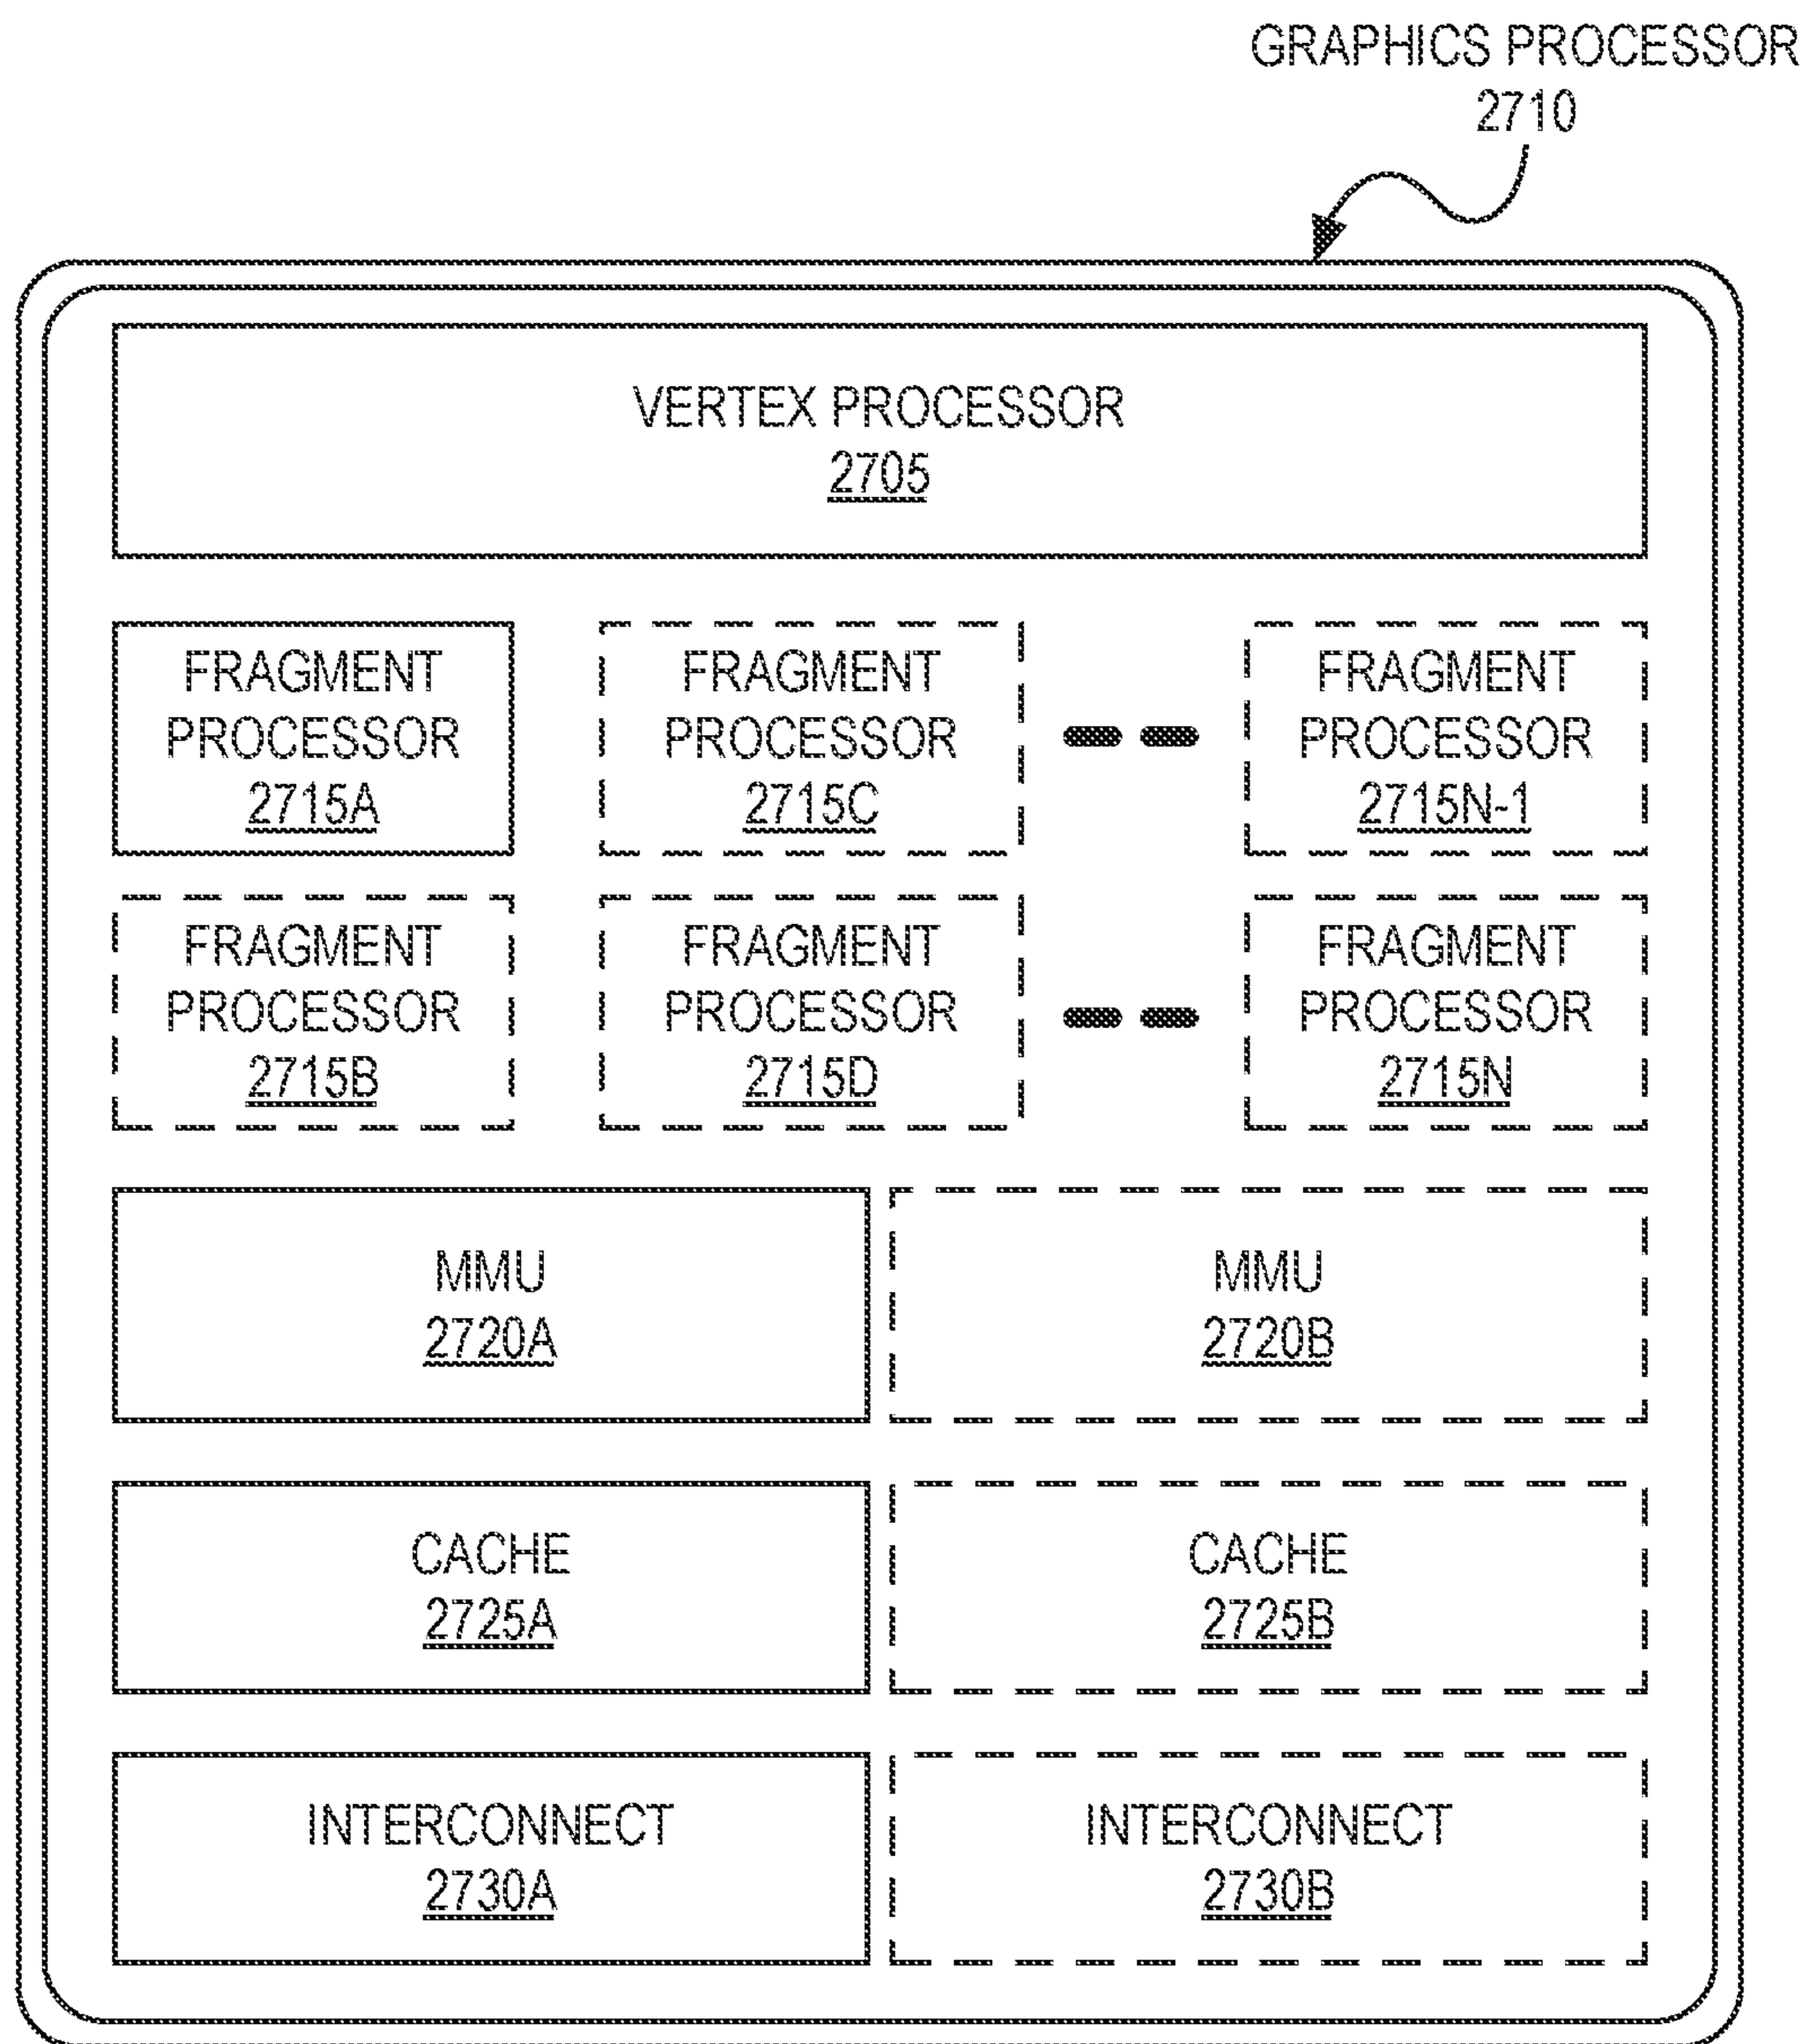 GRAPHICS PROCESSOR
2710
VERTEX PROCESSOR
2705
FRAGMENT
PROCESSOR
2715A
FRAGMENT
PROCESSOR
2715C
FRAGMENT
PROCESSOR
2715N-1
FRAGMENT
PROCESSOR
2715B
FRAGMENT
PROCESSOR
2715D
FRAGMENT
PROCESSOR
2715N
MMU
2720A
MMU
2720B
CACHE
2725A
CACHE
2725B
INTERCONNECT
2730A
INTERCONNECT
2730B